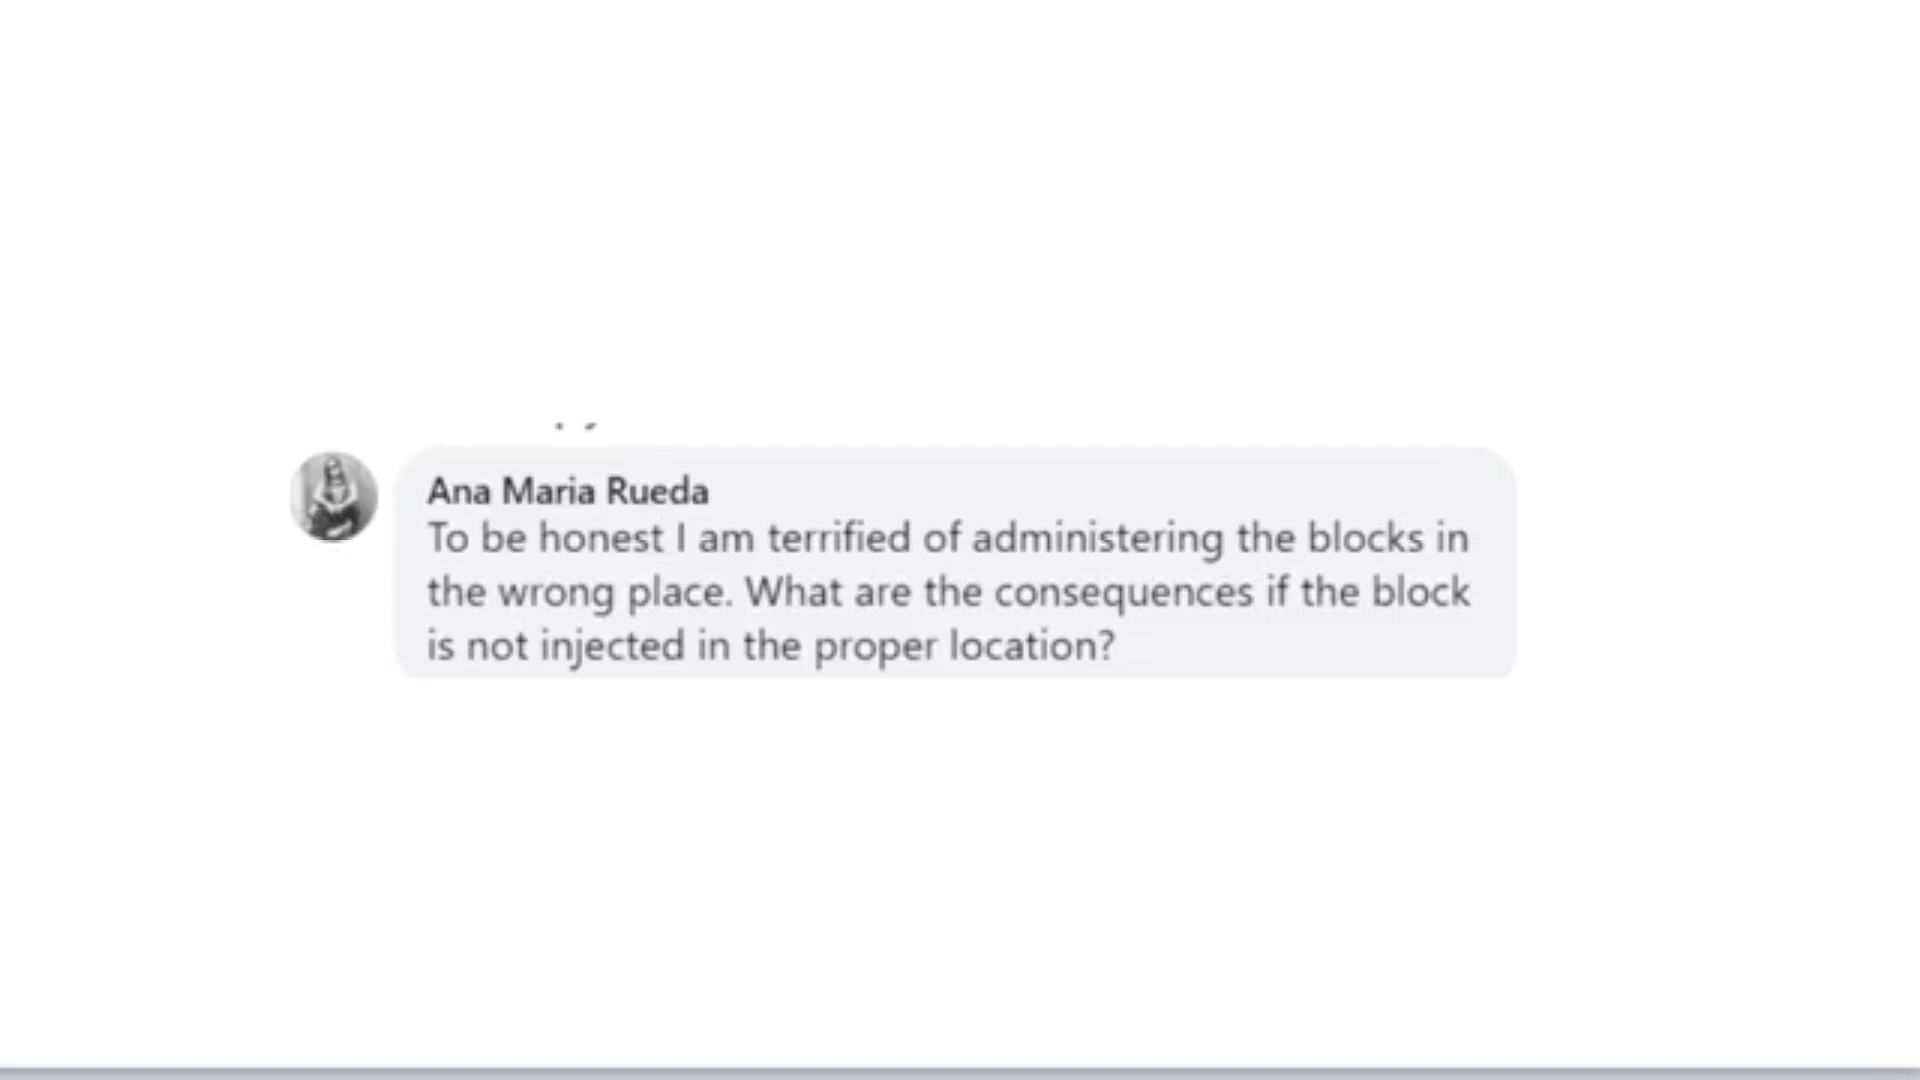 Ana Maria Rueda
To be honest I am terrified of administering the blocks in
the wrong place. What are the consequences if the block
is not injected in the proper location?